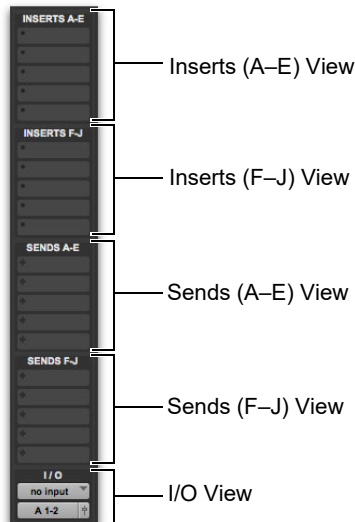 INSERTS A-E
Inserts (A–E) View
INSERTS F-J
Inserts (F–J) View
SENDS A-E
Sends (A–E) View
SENDS F-J
Sends (F–J) View
I / O
no input
I/O View
A 1-2